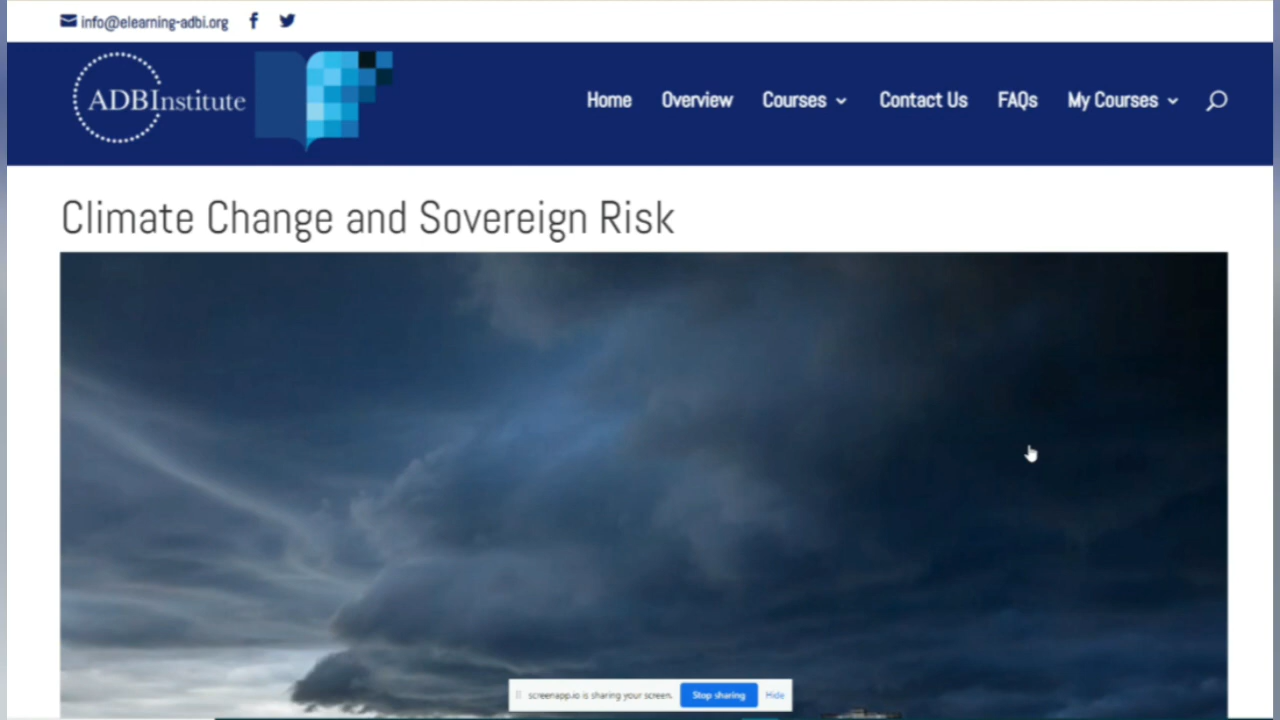 info@elearning-adbi.org
ADBInstitute
Home Overview Courses Contact Us FAQs My Courses
Climate Change and Sovereign Risk
screenapp.io is sharing your screen. Stop sharing Hide